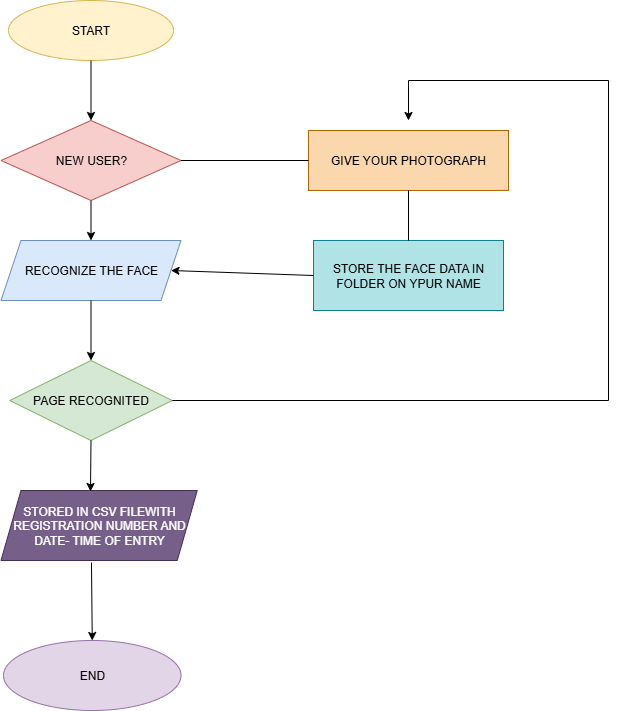 START
NEW USER?
GIVE YOUR PHOTOGRAPH
RECOGNIZE THE FACE
STORE THE FACE DATA IN
FOLDER ON YPUR NAME
PAGE RECOGNITED
STORED IN CSV FILEWITH
REGISTRATION NUMBER AND
DATE- TIME OF ENTRY
END